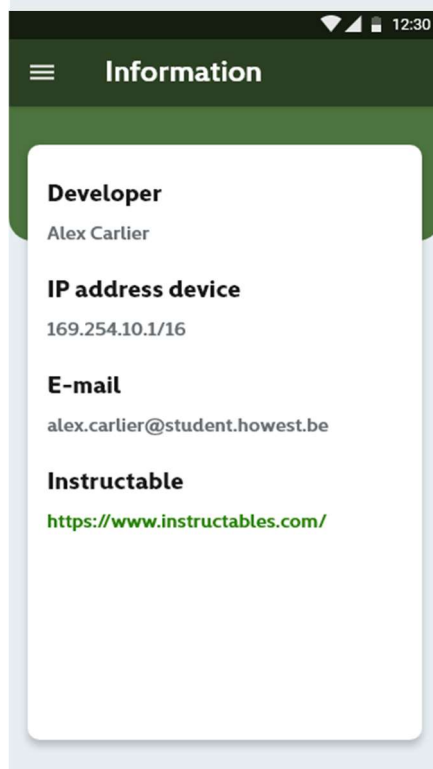 12:30
Information
Developer
Alex Carlier
IP address device
169.254.10.1/16
E-mail
alex.carlier@student.howest.be
Instructable
https://www.instructables.com/